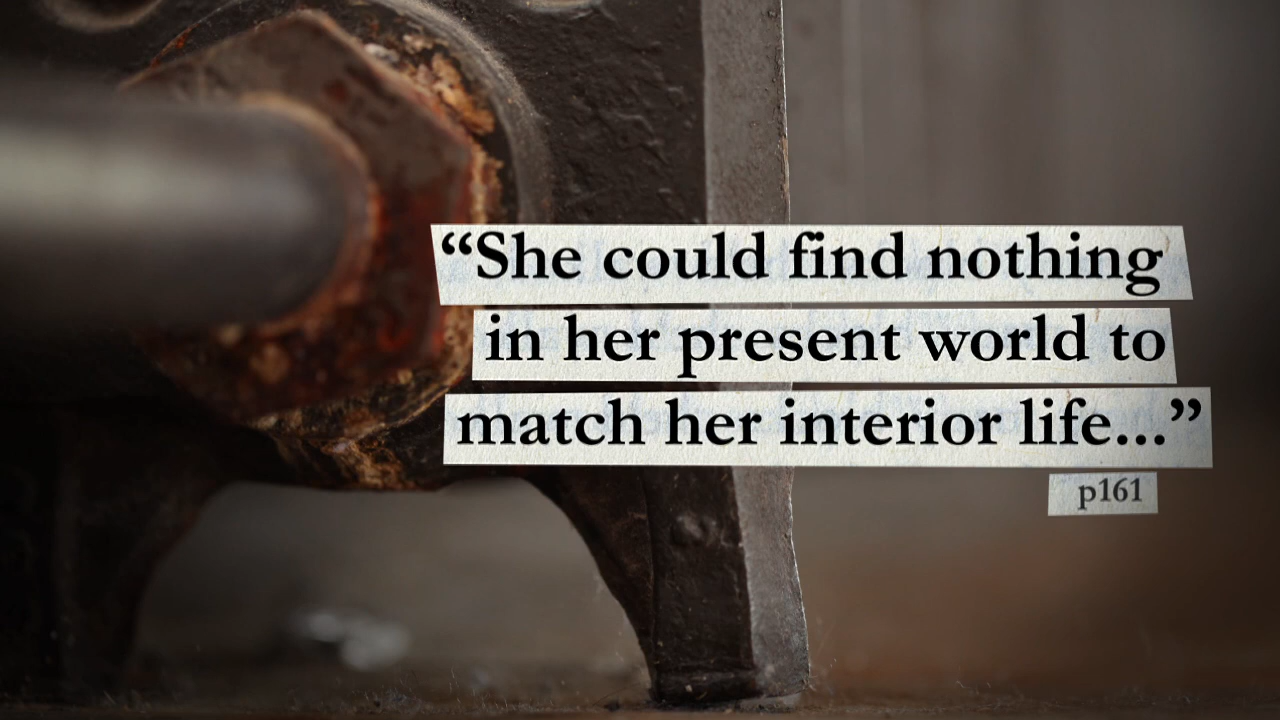 “She could find nothing
in her present world to
match her interior life...”
p161